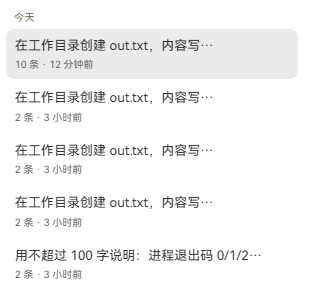 今天
在工作目录创建 out.txt，内容写…
10 条 · 12 分钟前
在工作目录创建 out.txt，内容写…
2 条 · 3 小时前
在工作目录创建 out.txt，内容写…
2 条 · 3 小时前
在工作目录创建 out.txt，内容写…
2 条 · 3 小时前
用不超过 100 字说明：进程退出码 0/1/2…
2 条 · 3 小时前